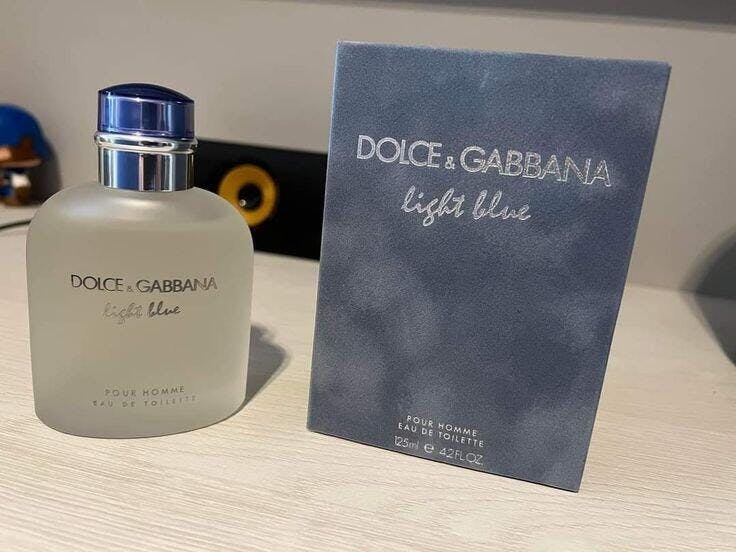 DOLCE & GABBANA
light blue
POUR HOMME
EAU DE TOILETTE
DOLCE & GABBANA
light blue
POUR HOMME
EAU DE TOILETTE
125ml ℮ 4.2FL.OZ.